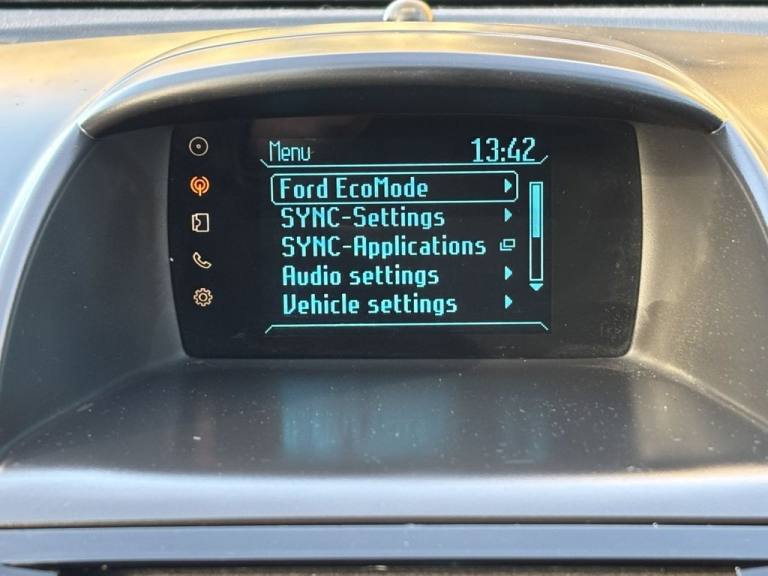 Menu 13:42
Ford EcoMode
SYNC-Settings
SYNC-Applications
Audio settings
Vehicle settings